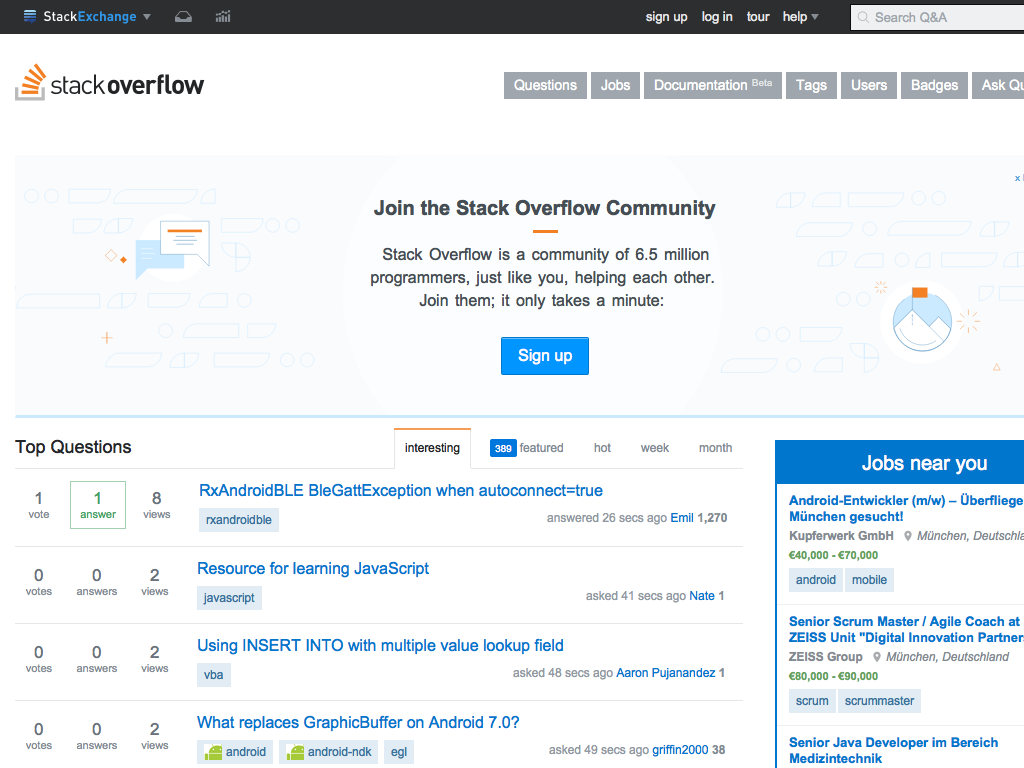 StackExchange sign up log in tour help Search Q&A
stackoverflow
Questions Jobs Documentation Beta Tags Users Badges Ask Qu
x
Join the Stack Overflow Community
Stack Overflow is a community of 6.5 million
programmers, just like you, helping each other.
Join them; it only takes a minute:
Sign up
Top Questions
interesting 389 featured hot week month
1 vote 1 answer 8 views
RxAndroidBLE BleGattException when autoconnect=true
rxandroidble
answered 26 secs ago Emil 1,270
0 votes 0 answers 2 views
Resource for learning JavaScript
javascript
asked 41 secs ago Nate 1
0 votes 0 answers 2 views
Using INSERT INTO with multiple value lookup field
vba
asked 48 secs ago Aaron Pujanandez 1
0 votes 0 answers 2 views
What replaces GraphicBuffer on Android 7.0?
android android-ndk egl
asked 49 secs ago griffin2000 38
Jobs near you
Android-Entwickler (m/w) – Überfliege
München gesucht!
Kupferwerk GmbH München, Deutschla
€40,000 - €70,000
android mobile
Senior Scrum Master / Agile Coach at
ZEISS Unit "Digital Innovation Partner
ZEISS Group München, Deutschland
€80,000 - €90,000
scrum scrummaster
Senior Java Developer im Bereich
Medizintechnik